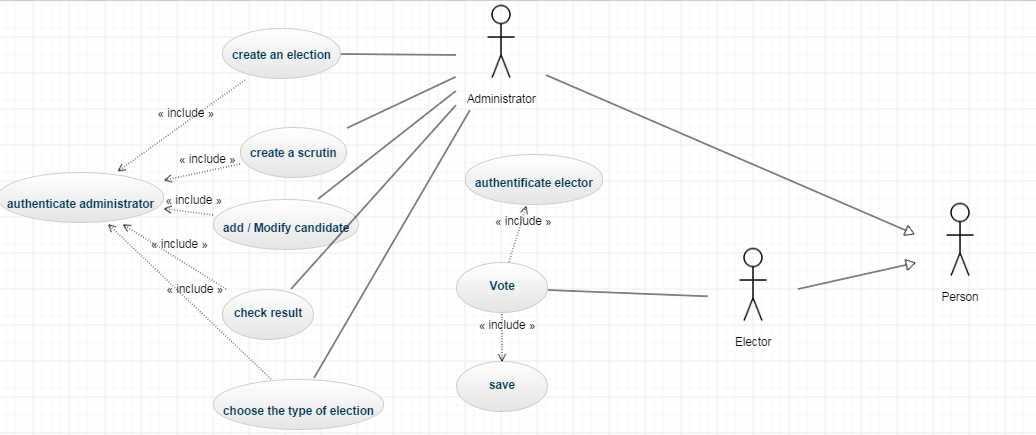 create an election
Administrator
« include »
create a scrutin
« include »
authentificate elector
authenticate administrator
« include »
« include »
add / Modify candidate
« include »
Vote
« include »
Person
check result
« include »
Elector
save
choose the type of election